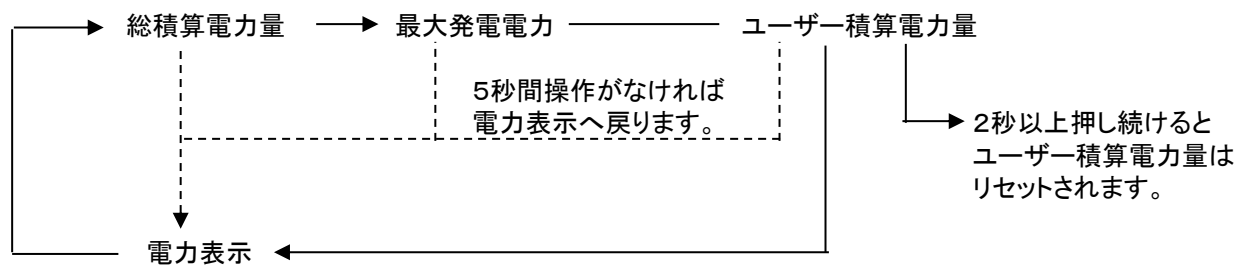 総積算電力量
最大発電電力
ユーザー積算電力量
5秒間操作がなければ
電力表示へ戻ります。
2秒以上押し続けると
ユーザー積算電力量は
リセットされます。
電力表示